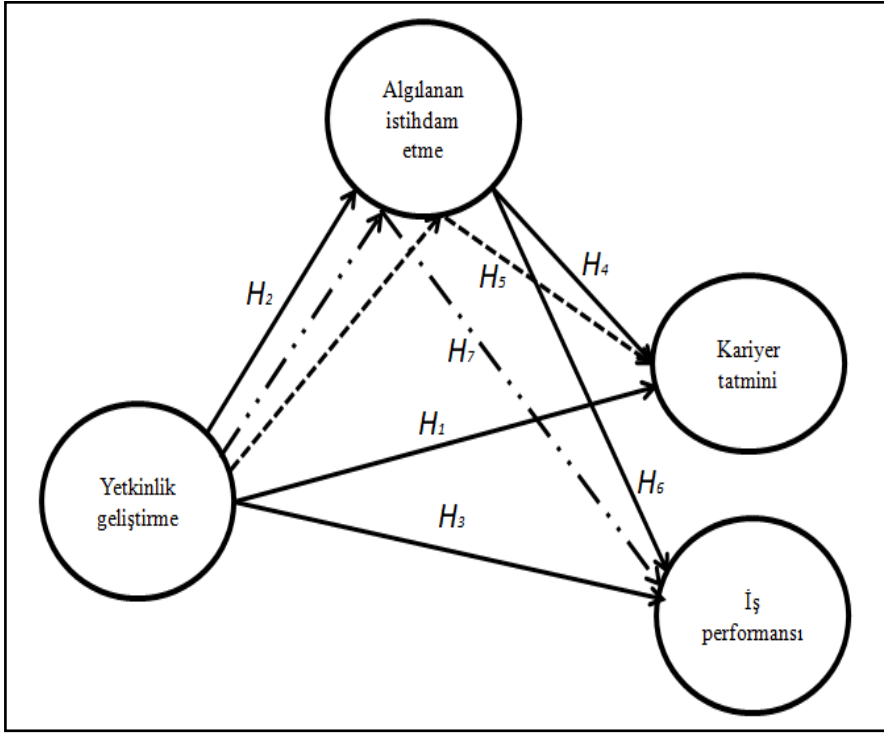 Algılanan
istihdam
etme
H₂
H₅
H₄
H₇
Kariyer
tatmini
H₁
H₆
Yetkinlik
geliştirme
H₃
İş
performansı